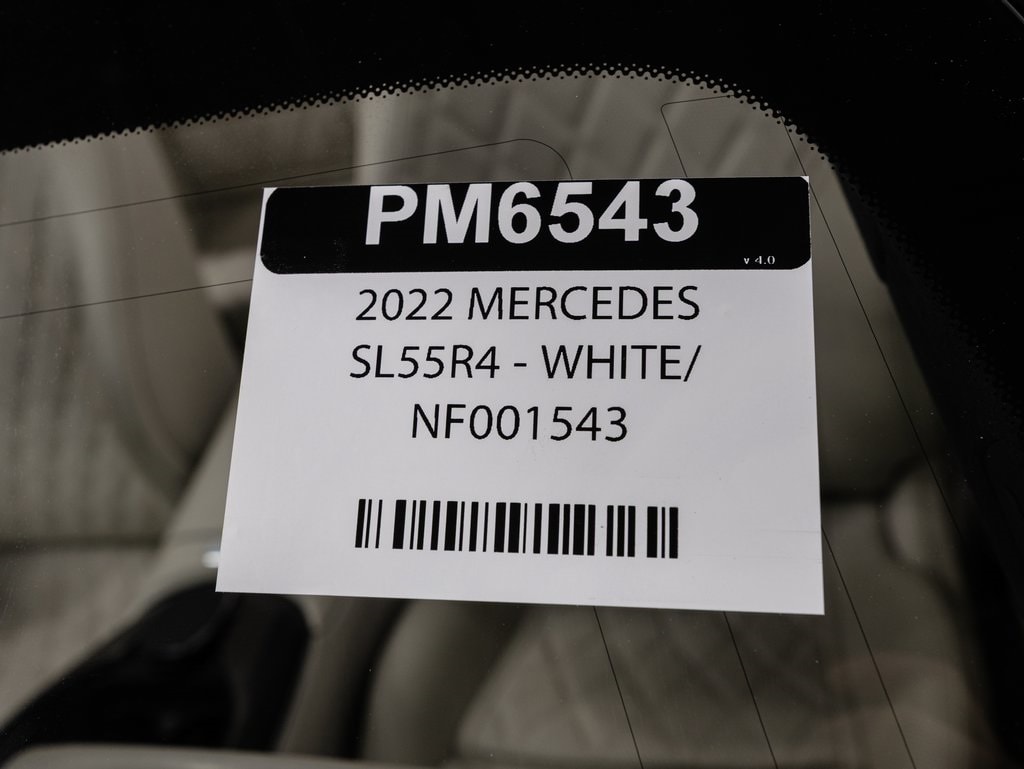 PM6543
v 4.0
2022 MERCEDES
SL55R4 - WHITE/
NF001543